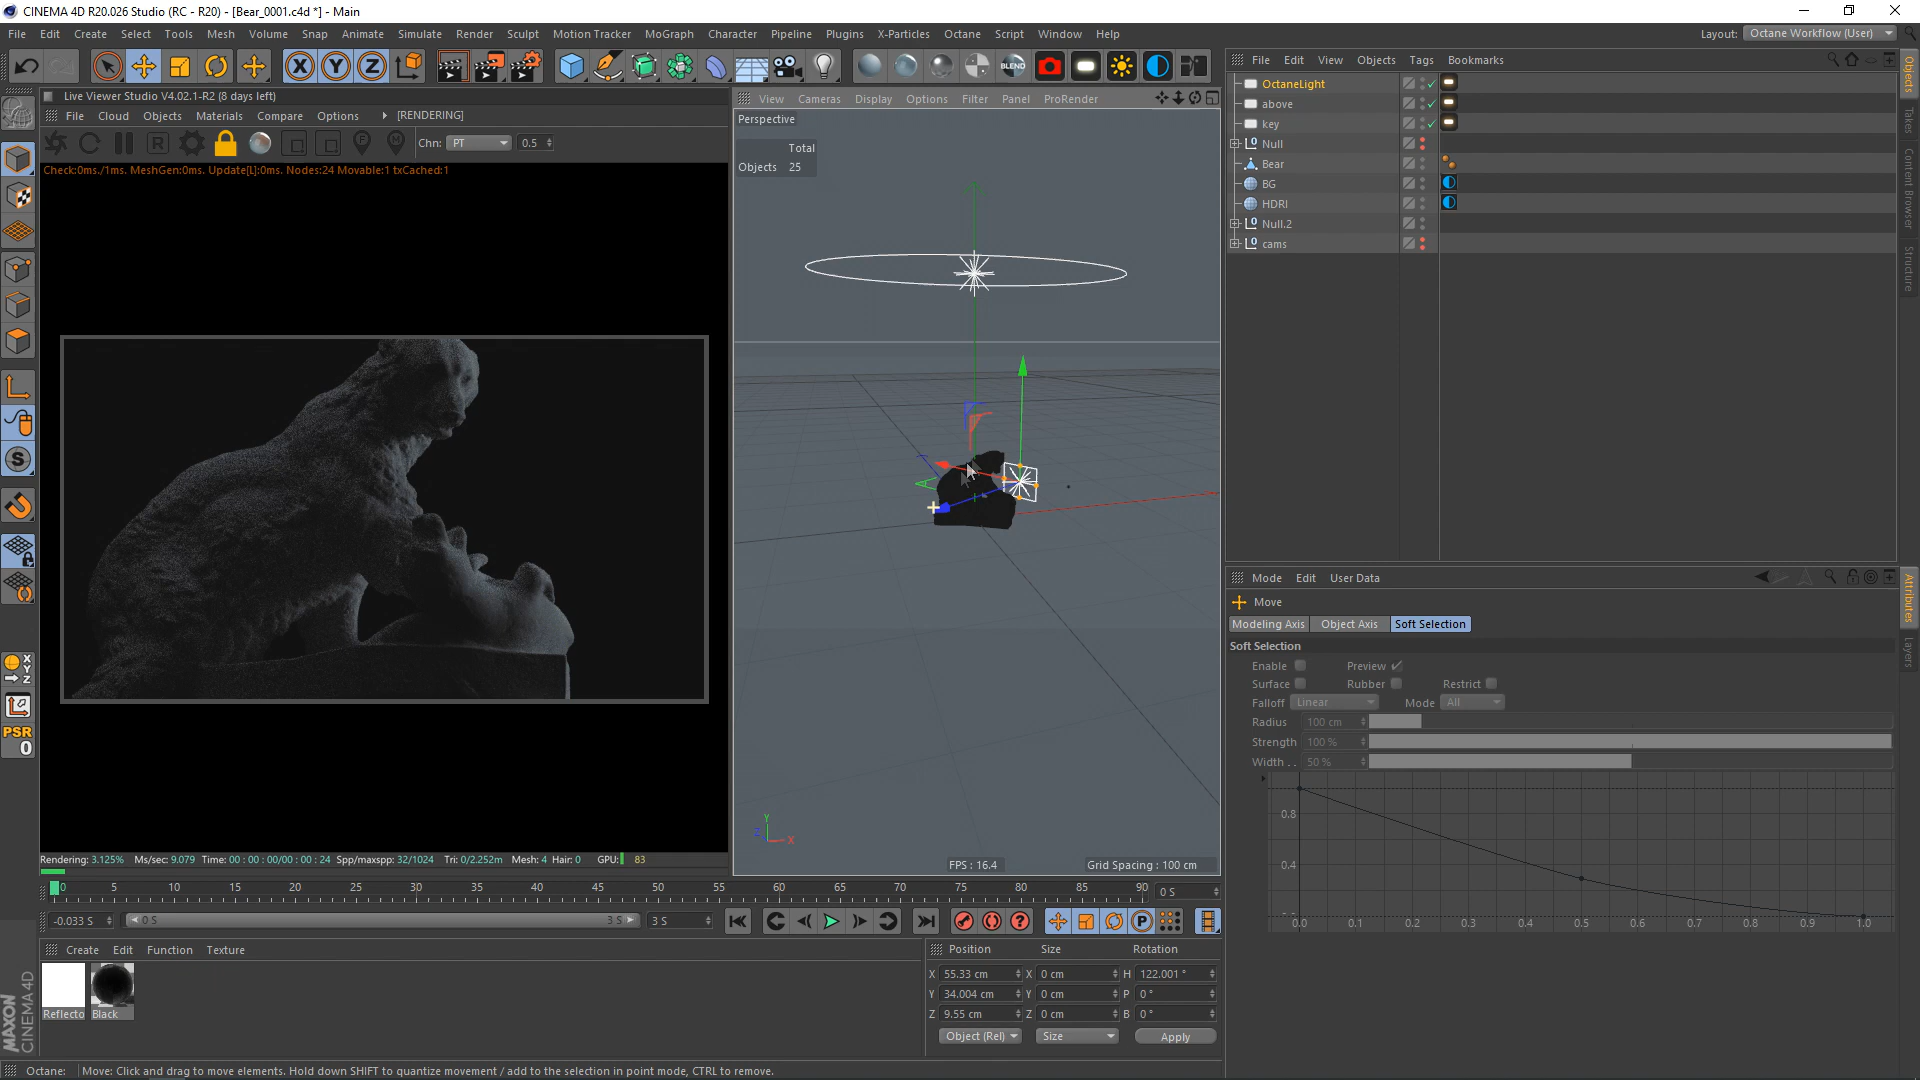 CINEMA 4D R20.026 Studio (RC - R20) - [Bear_0001.c4d *] - Main
File Edit Create Select Tools Mesh Volume Snap Animate Simulate Render Sculpt Motion Tracker MoGraph Character Pipeline Plugins X-Particles Octane Script Window Help
Layout: Octane Workflow (User)
X Y Z
BLEND
Live Viewer Studio V4.02.1-R2 (8 days left)
File Cloud Objects Materials Compare Options [RENDERING]
Chn: PT 0.5
Check:0ms./1ms. MeshGen:0ms. Update[L]:0ms. Nodes:24 Movable:1 txCached:1
Rendering: 3.125% Ms/sec: 9.079 Time: 00 : 00 : 00/00 : 00 : 24 Spp/maxspp: 32/1024 Tri: 0/2.252m Mesh: 4 Hair: 0 GPU: 83
View Cameras Display Options Filter Panel ProRender
Perspective
Total
Objects 25
Y
Z
X
FPS : 16.4
Grid Spacing : 100 cm
File Edit View Objects Tags Bookmarks
OctaneLight
above
key
Null
Bear
BG
HDRI
Null.2
cams
Objects
Takes
Content Browser
Structure
Mode Edit User Data
Move
Modeling Axis Object Axis Soft Selection
Soft Selection
Enable Preview
Surface Rubber Restrict
Falloff Linear Mode All
Radius 100 cm
Strength 100 %
Width . . 50 %
0.8
0.4
0.0 0.1 0.2 0.3 0.4 0.5 0.6 0.7 0.8 0.9 1.0
Attributes
Layers
PSR
0
0 5 10 15 20 25 30 35 40 45 50 55 60 65 70 75 80 85 90 0 S
-0.033 S 0 S 3 S 3 S
Create Edit Function Texture
Reflecto Black
Position Size Rotation
X 55.33 cm X 0 cm H 122.001 °
Y 34.004 cm Y 0 cm P 0 °
Z 9.55 cm Z 0 cm B 0 °
Object (Rel) Size Apply
MAXON
CINEMA 4D
Octane: Move: Click and drag to move elements. Hold down SHIFT to quantize movement / add to the selection in point mode, CTRL to remove.